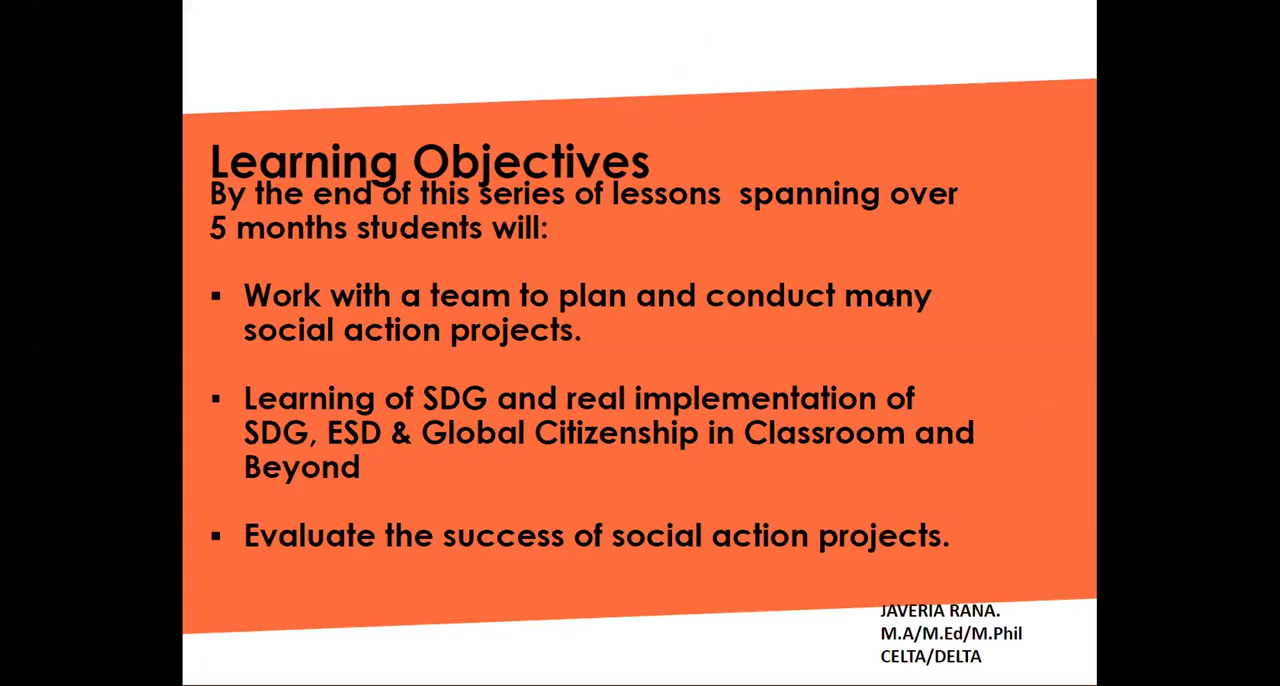 Learning Objectives
By the end of this series of lessons  spanning over
5 months students will:
▪ Work with a team to plan and conduct many
social action projects.
▪ Learning of SDG and real implementation of
SDG, ESD & Global Citizenship in Classroom and
Beyond
▪ Evaluate the success of social action projects.
JAVERIA RANA.
M.A/M.Ed/M.Phil
CELTA/DELTA